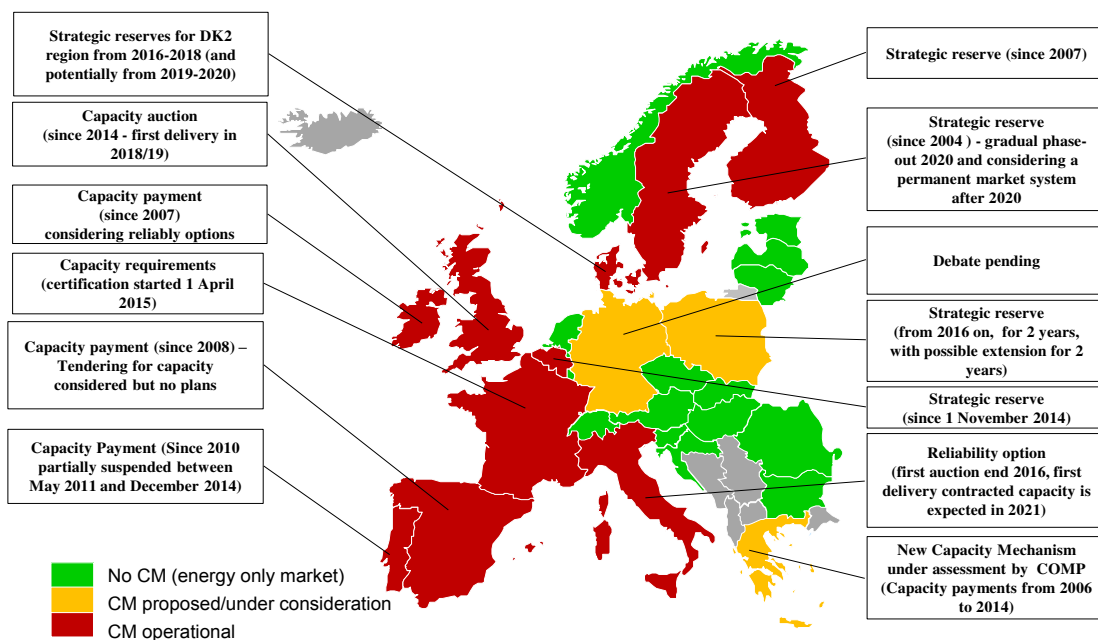 Strategic reserves for DK2
region from 2016-2018 (and
potentially from 2019-2020)
Capacity auction
(since 2014 - first delivery in
2018/19)
Capacity payment
(since 2007)
considering reliably options
Capacity requirements
(certification started 1 April
2015)
Capacity payment (since 2008) –
Tendering for capacity
considered but no plans
Capacity Payment (Since 2010
partially suspended between
May 2011 and December 2014)
Strategic reserve (since 2007)
Strategic reserve
(since 2004 ) - gradual phase-
out 2020 and considering a
permanent market system
after 2020
Debate pending
Strategic reserve
(from 2016 on, for 2 years,
with possible extension for 2
years)
Strategic reserve
(since 1 November 2014)
Reliability option
(first auction end 2016, first
delivery contracted capacity is
expected in 2021)
New Capacity Mechanism
under assessment by COMP
(Capacity payments from 2006
to 2014)
No CM (energy only market)
CM proposed/under consideration
CM operational